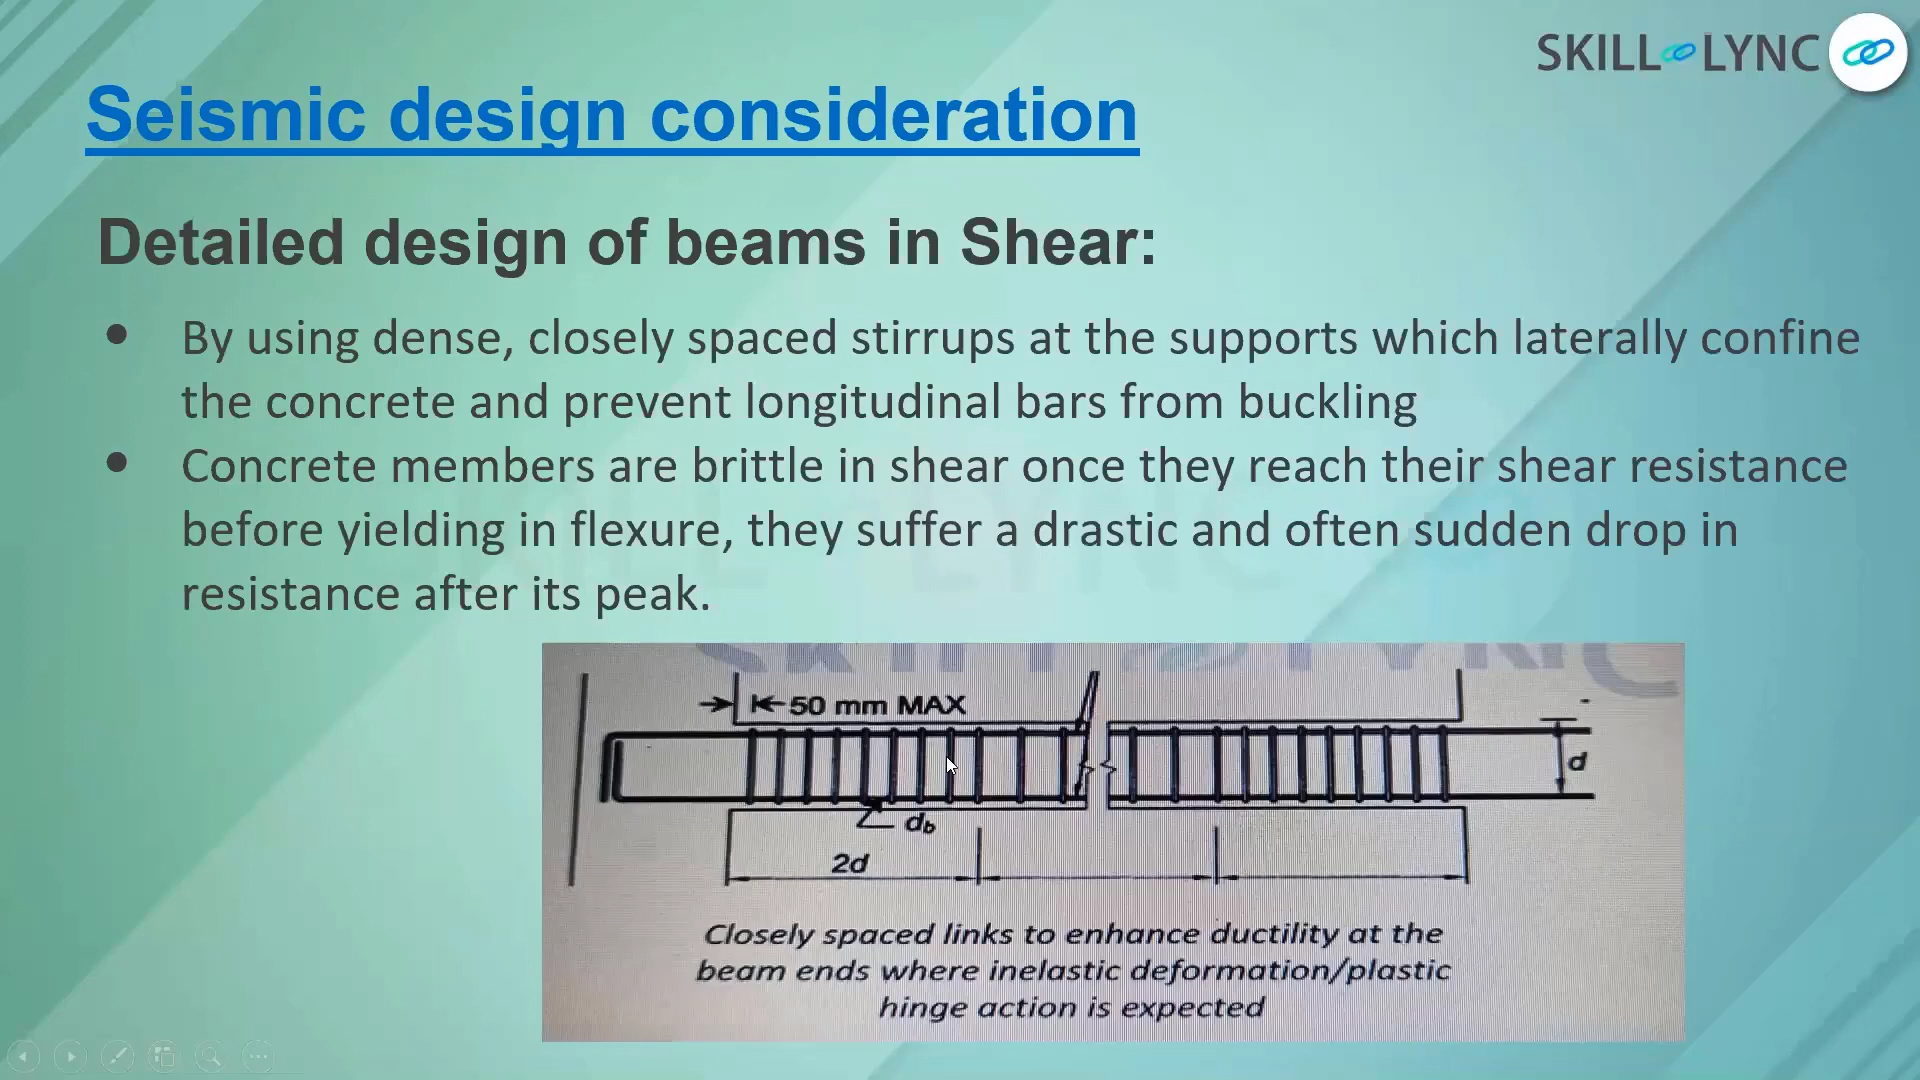 SKILL LYNC
Seismic design consideration
Detailed design of beams in Shear:
By using dense, closely spaced stirrups at the supports which laterally confine
the concrete and prevent longitudinal bars from buckling
Concrete members are brittle in shear once they reach their shear resistance
before yielding in flexure, they suffer a drastic and often sudden drop in
resistance after its peak.
50 mm MAX
d
db
2d
Closely spaced links to enhance ductility at the
beam ends where inelastic deformation/plastic
hinge action is expected